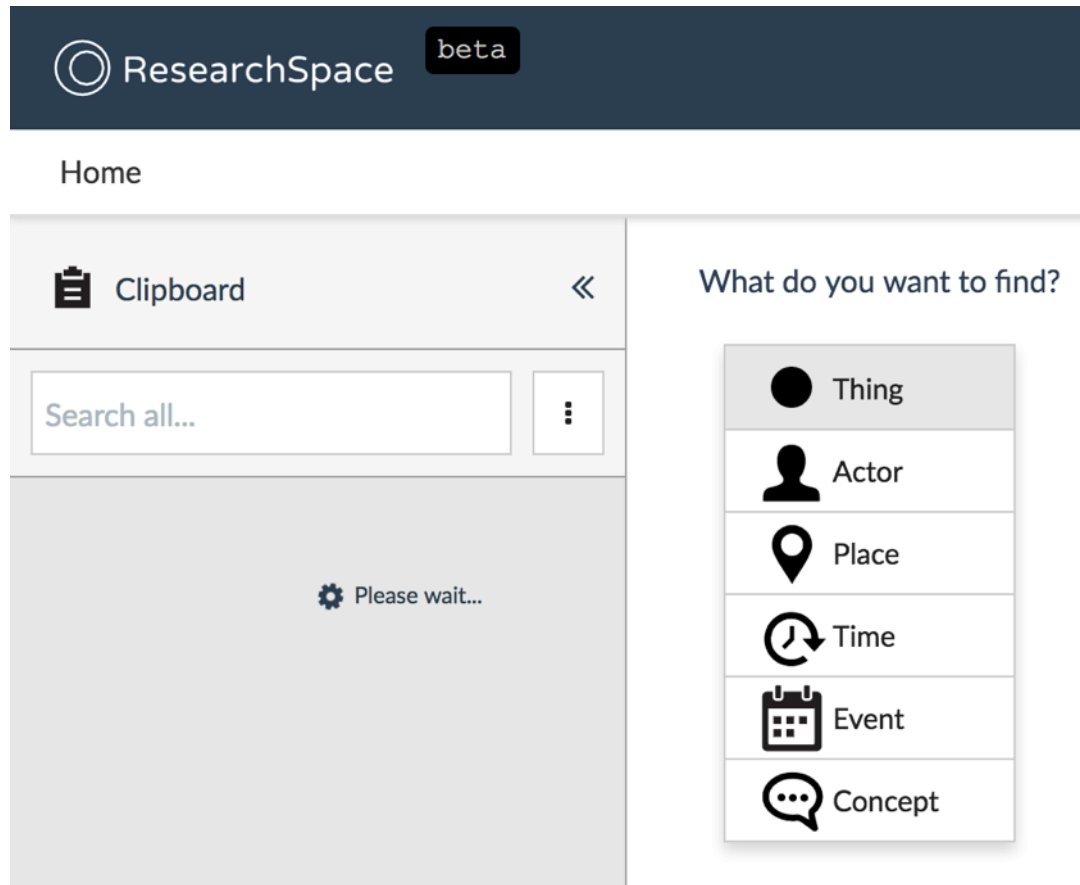 ResearchSpace beta
Home
Clipboard
Search all...
Please wait...
What do you want to find?
Thing
Actor
Place
Time
Event
Concept